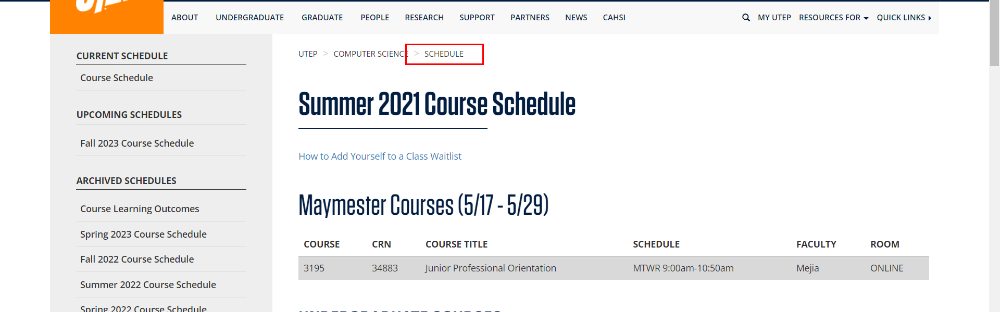 ABOUT UNDERGRADUATE GRADUATE PEOPLE RESEARCH SUPPORT PARTNERS NEWS CAHSI MY UTEP RESOURCES FOR QUICK LINKS
CURRENT SCHEDULE
Course Schedule
UPCOMING SCHEDULES
Fall 2023 Course Schedule
ARCHIVED SCHEDULES
Course Learning Outcomes
Spring 2023 Course Schedule
Fall 2022 Course Schedule
Summer 2022 Course Schedule
Spring 2022 Course Schedule
UTEP > COMPUTER SCIENCE > SCHEDULE
Summer 2021 Course Schedule
How to Add Yourself to a Class Waitlist
Maymester Courses (5/17 - 5/29)
COURSE CRN COURSE TITLE SCHEDULE FACULTY ROOM
3195 34883 Junior Professional Orientation MTWR 9:00am-10:50am Mejia ONLINE
UNDERGRADUATE COURSES